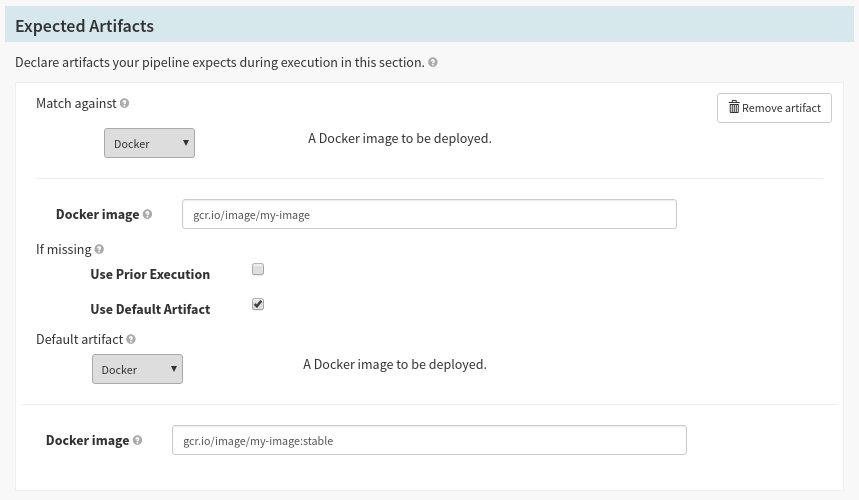 Expected Artifacts
Declare artifacts your pipeline expects during execution in this section.
Match against
Remove artifact
Docker
A Docker image to be deployed.
Docker image
gcr.io/image/my-image
If missing
Use Prior Execution
Use Default Artifact
Default artifact
Docker
A Docker image to be deployed.
Docker image
gcr.io/image/my-image:stable